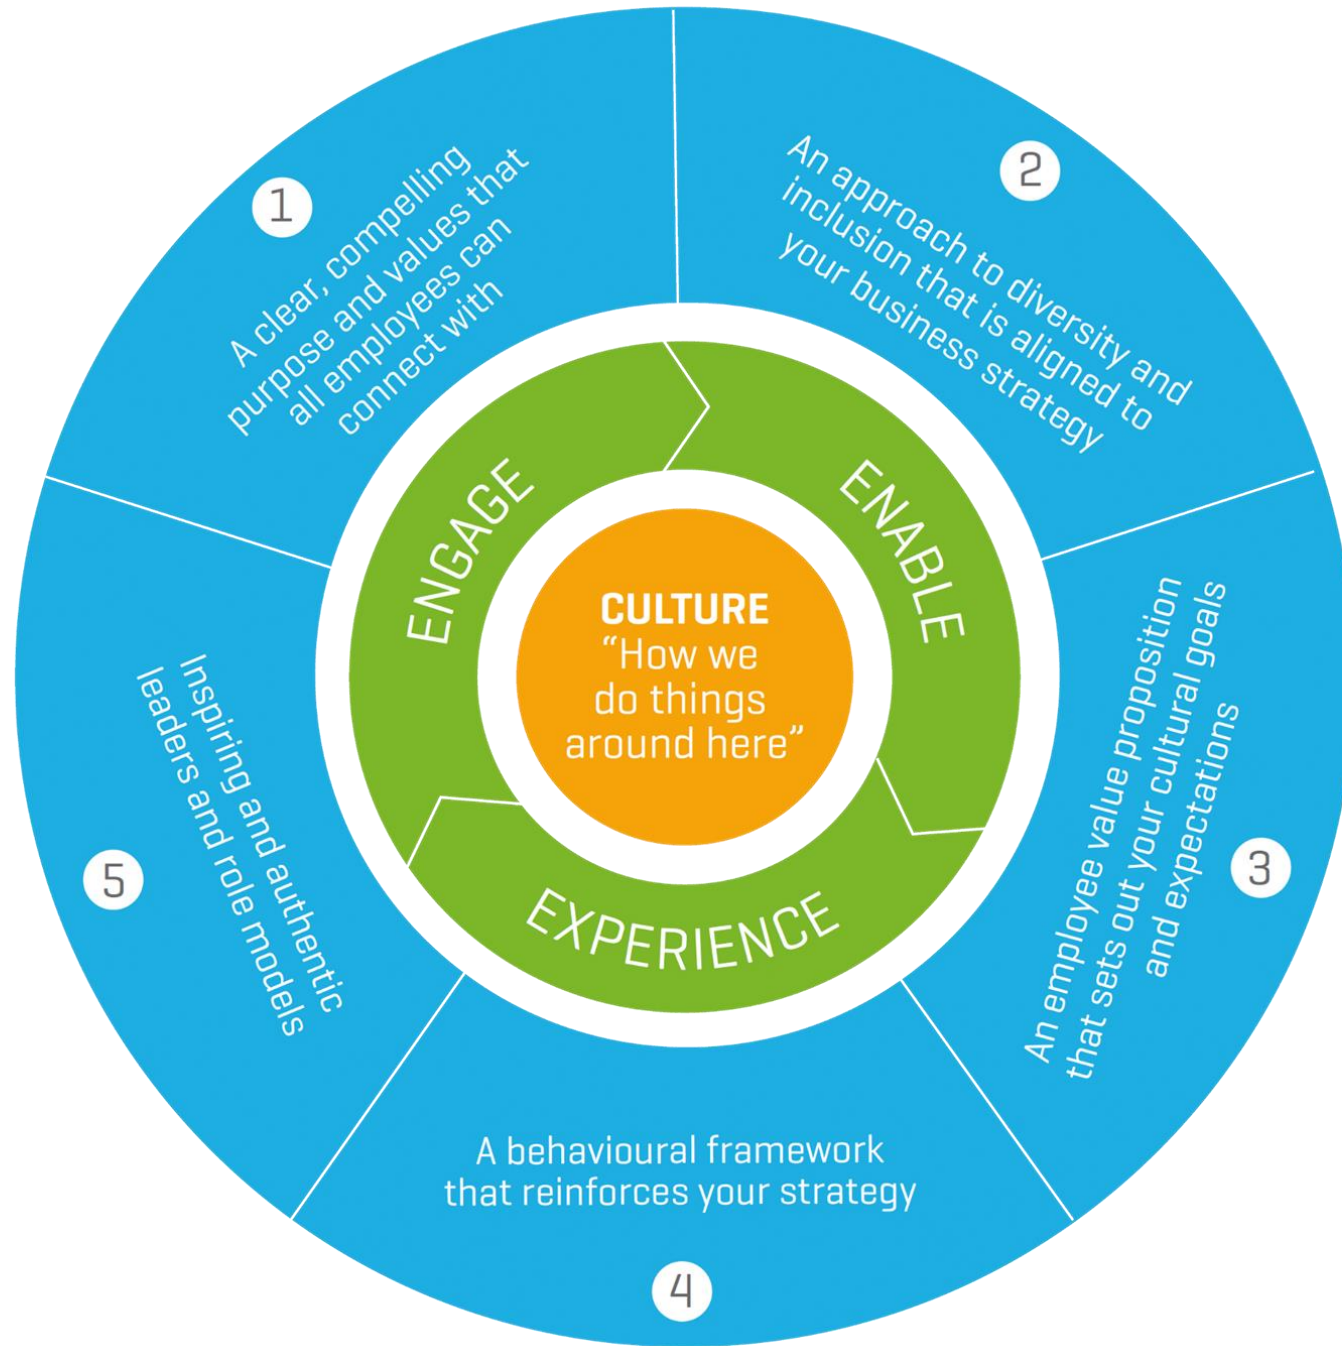 1
A clear, compelling
purpose and values that
all employees can
connect with
2
An approach to diversity and
inclusion that is aligned to
your business strategy
3
An employee value proposition
that sets out your cultural goals
and expectations
4
A behavioural framework
that reinforces your strategy
5
Inspiring and authentic
leaders and role models
ENGAGE
ENABLE
EXPERIENCE
CULTURE
“How we
do things
around here”